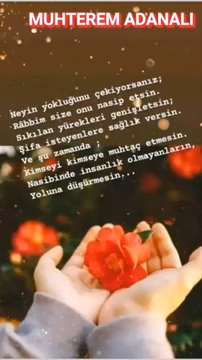 MUHTEREM ADANALI
Neyin yokluğunu çekiyorsanız;
Râbbim size onu nasip etsin.
Sıkılan yürekleri genişletsin;
Şifa isteyenlere sağlık versin.
Ve şu zamanda ;
Kimseyi kimseye muhtaç etmesin.
Nasibinde insanlık olmayanların,
Yoluna düşürmesin...